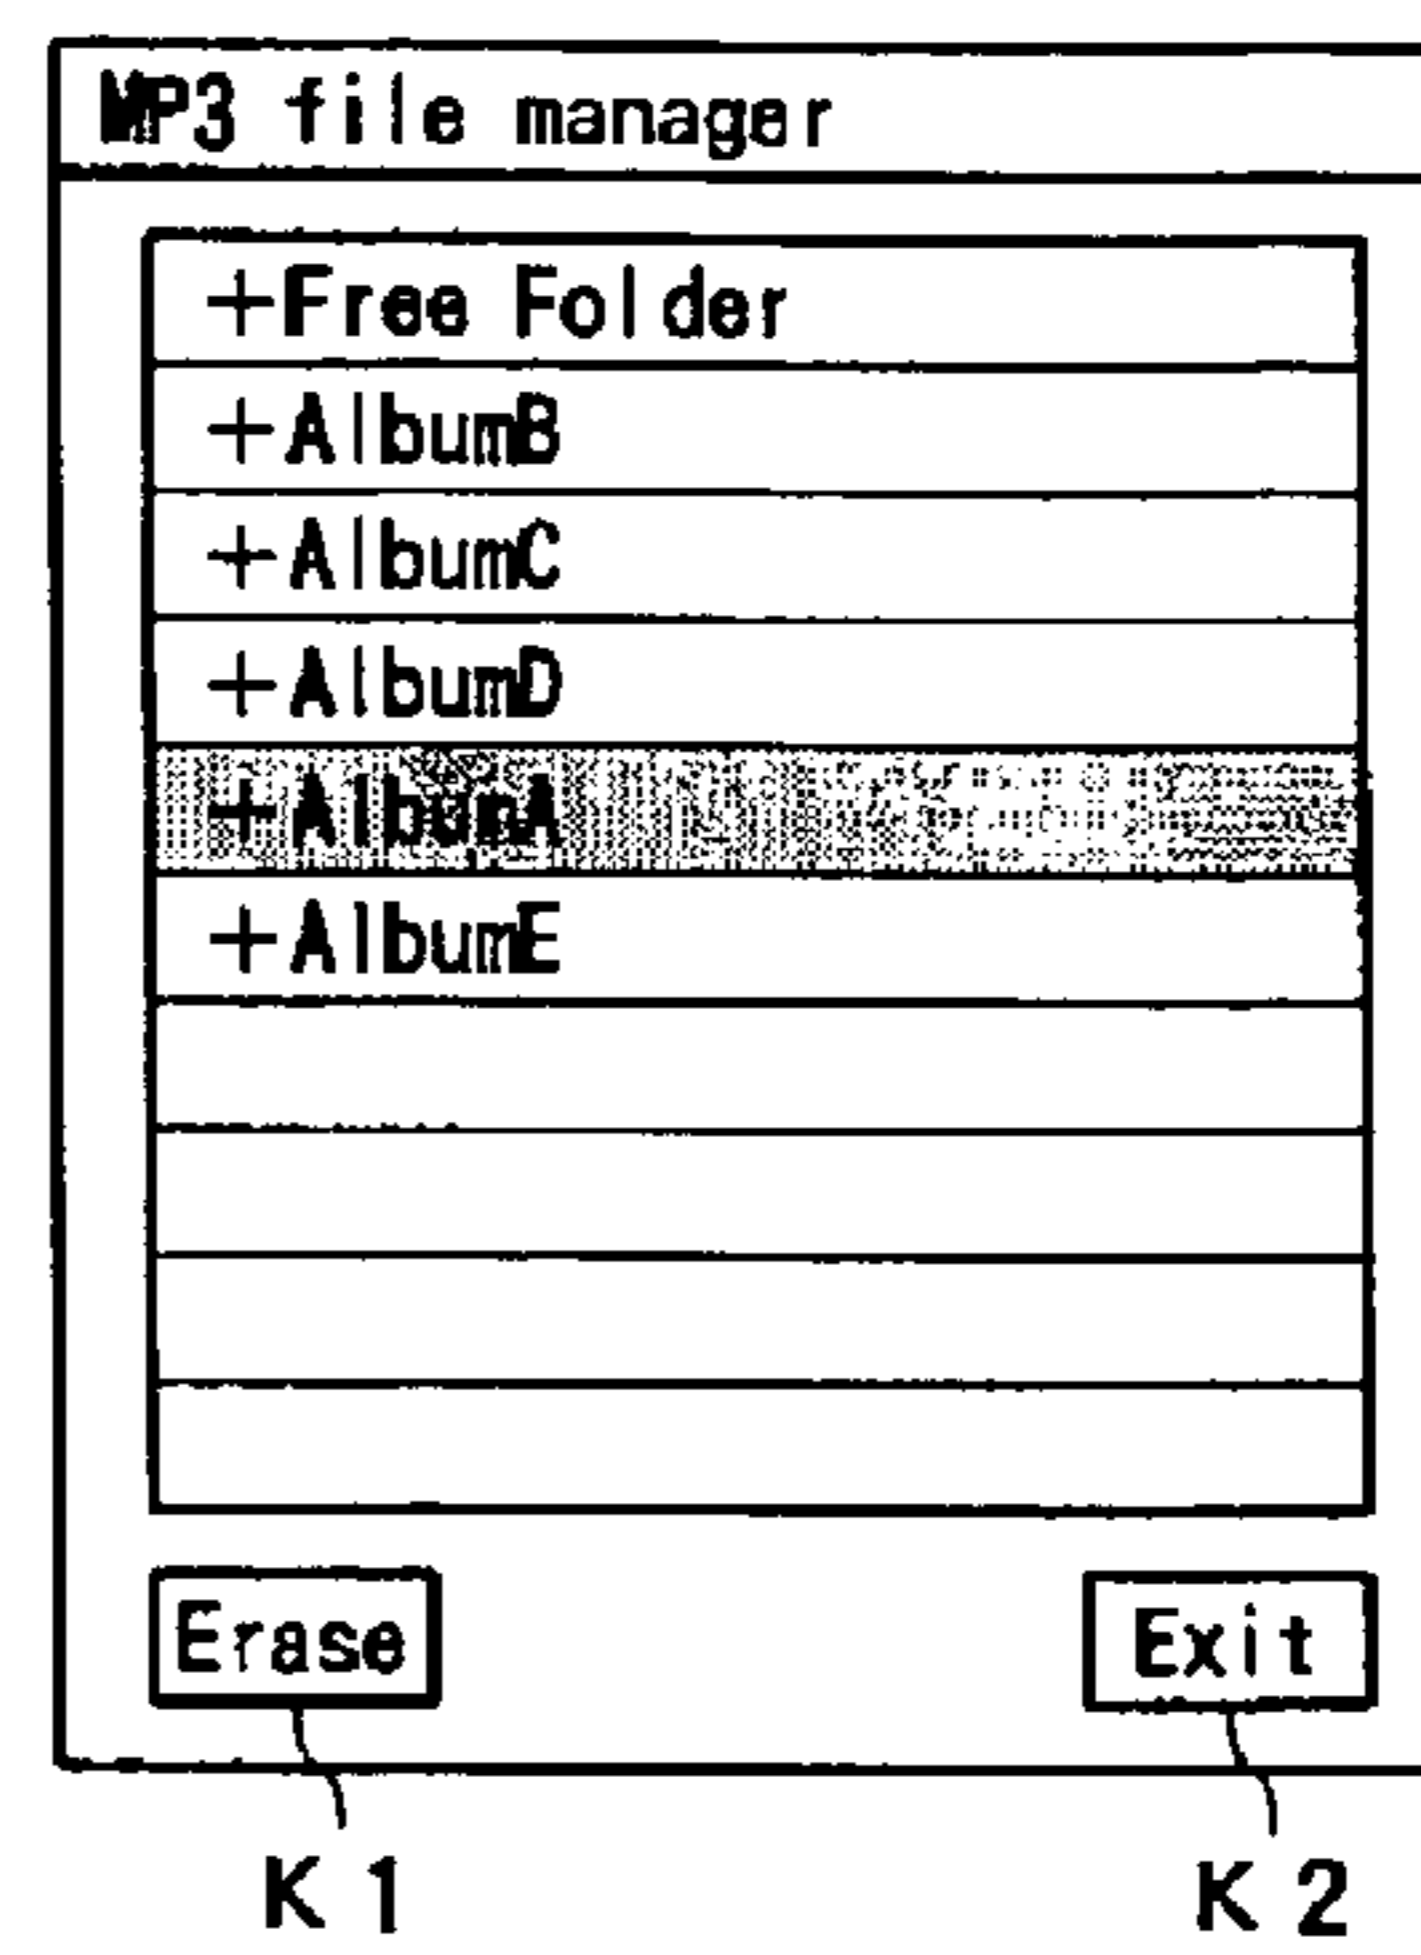 MP3 file manager
+Free Folder
+AlbumB
+AlbumC
+AlbumD
+AlbumA
+AlbumE
Erase Exit
K1 K2